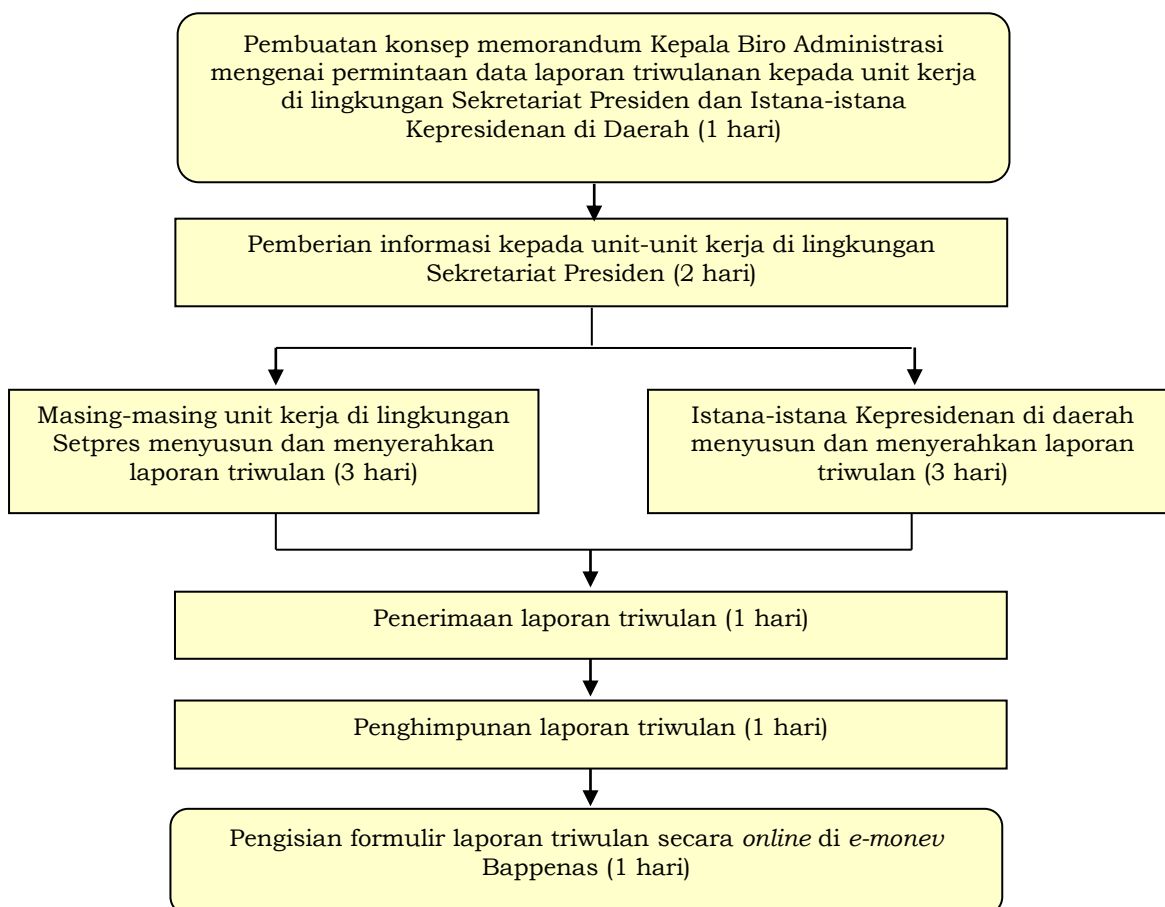 Pembuatan konsep memorandum Kepala Biro Administrasi
mengenai permintaan data laporan triwulanan kepada unit kerja
di lingkungan Sekretariat Presiden dan Istana-istana
Kepresidenan di Daerah (1 hari)
Pemberian informasi kepada unit-unit kerja di lingkungan
Sekretariat Presiden (2 hari)
Masing-masing unit kerja di lingkungan
Setpres menyusun dan menyerahkan
laporan triwulan (3 hari)
Istana-istana Kepresidenan di daerah
menyusun dan menyerahkan laporan
triwulan (3 hari)
Penerimaan laporan triwulan (1 hari)
Penghimpunan laporan triwulan (1 hari)
Pengisian formulir laporan triwulan secara online di e-monev
Bappenas (1 hari)